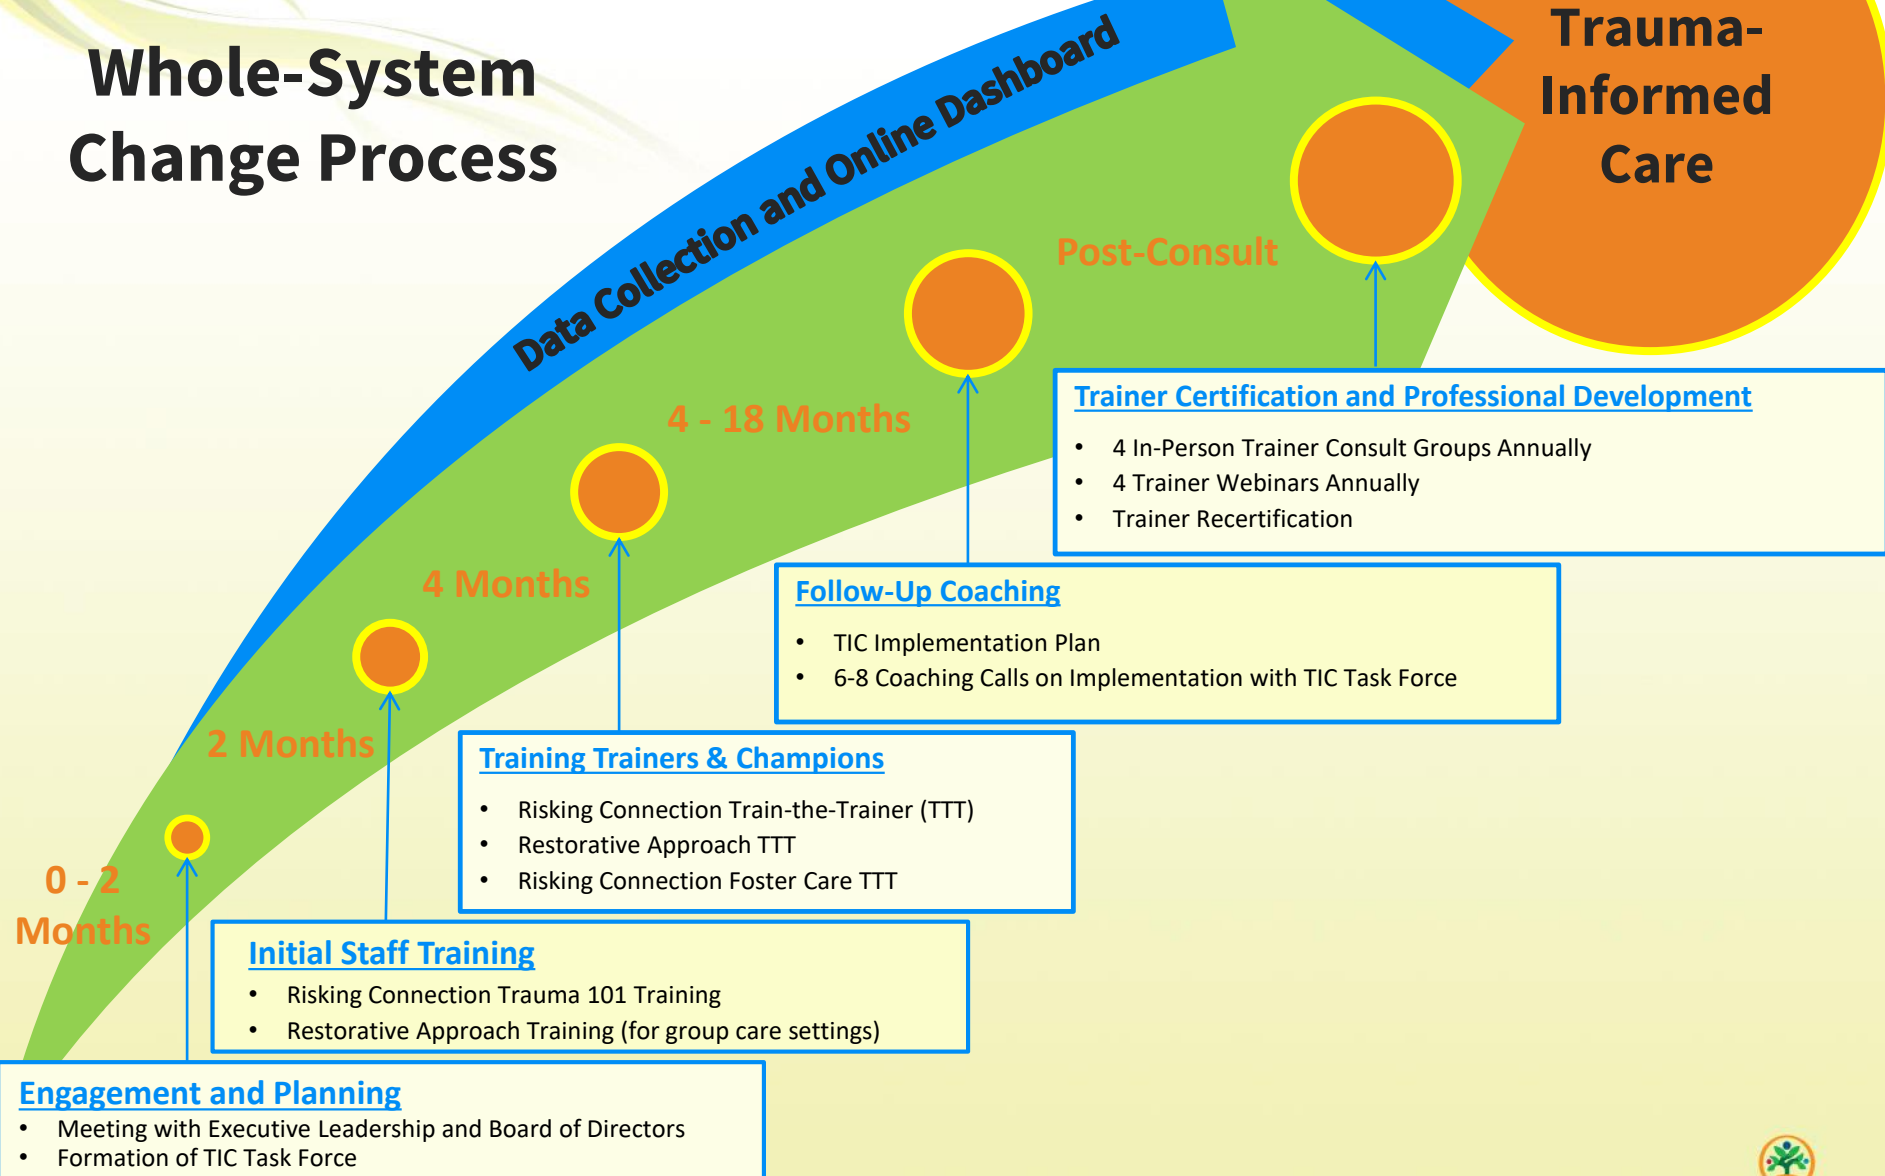 Whole-System
Change Process
Trauma-
Informed
Care
Data Collection and Online Dashboard
Post-Consult
4 - 18 Months
4 Months
2 Months
0 - 2
Months
Trainer Certification and Professional Development
• 4 In-Person Trainer Consult Groups Annually
• 4 Trainer Webinars Annually
• Trainer Recertification
Follow-Up Coaching
• TIC Implementation Plan
• 6-8 Coaching Calls on Implementation with TIC Task Force
Training Trainers & Champions
• Risking Connection Train-the-Trainer (TTT)
• Restorative Approach TTT
• Risking Connection Foster Care TTT
Initial Staff Training
• Risking Connection Trauma 101 Training
• Restorative Approach Training (for group care settings)
Engagement and Planning
• Meeting with Executive Leadership and Board of Directors
• Formation of TIC Task Force